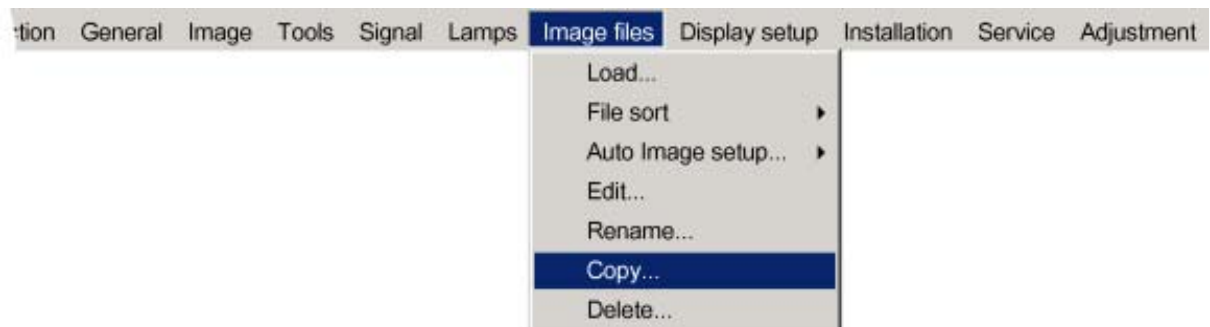 tion General Image Tools Signal Lamps Image files Display setup Installation Service Adjustment
Load...
File sort
Auto Image setup...
Edit...
Rename...
Copy...
Delete...